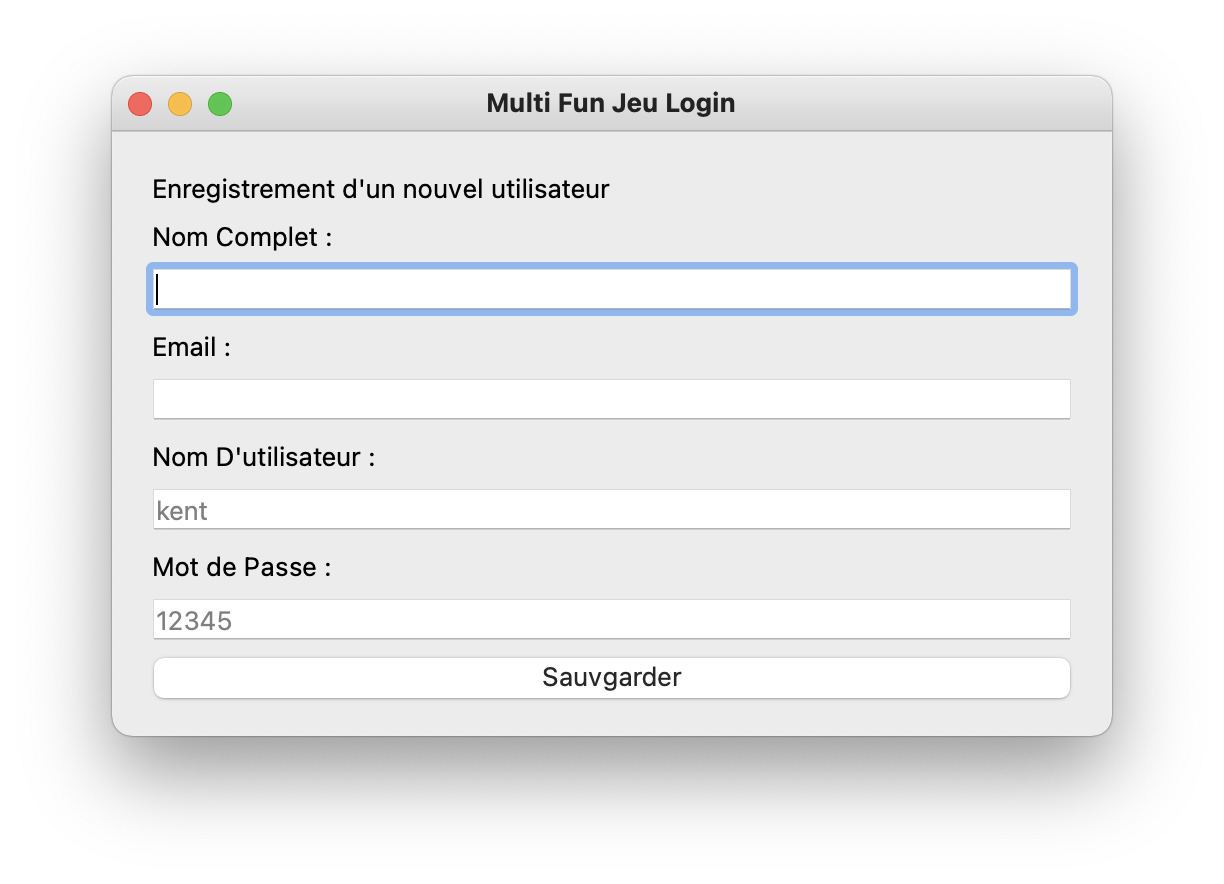 Multi Fun Jeu Login
Enregistrement d'un nouvel utilisateur
Nom Complet :
Email :
Nom D'utilisateur :
kent
Mot de Passe :
12345
Sauvgarder